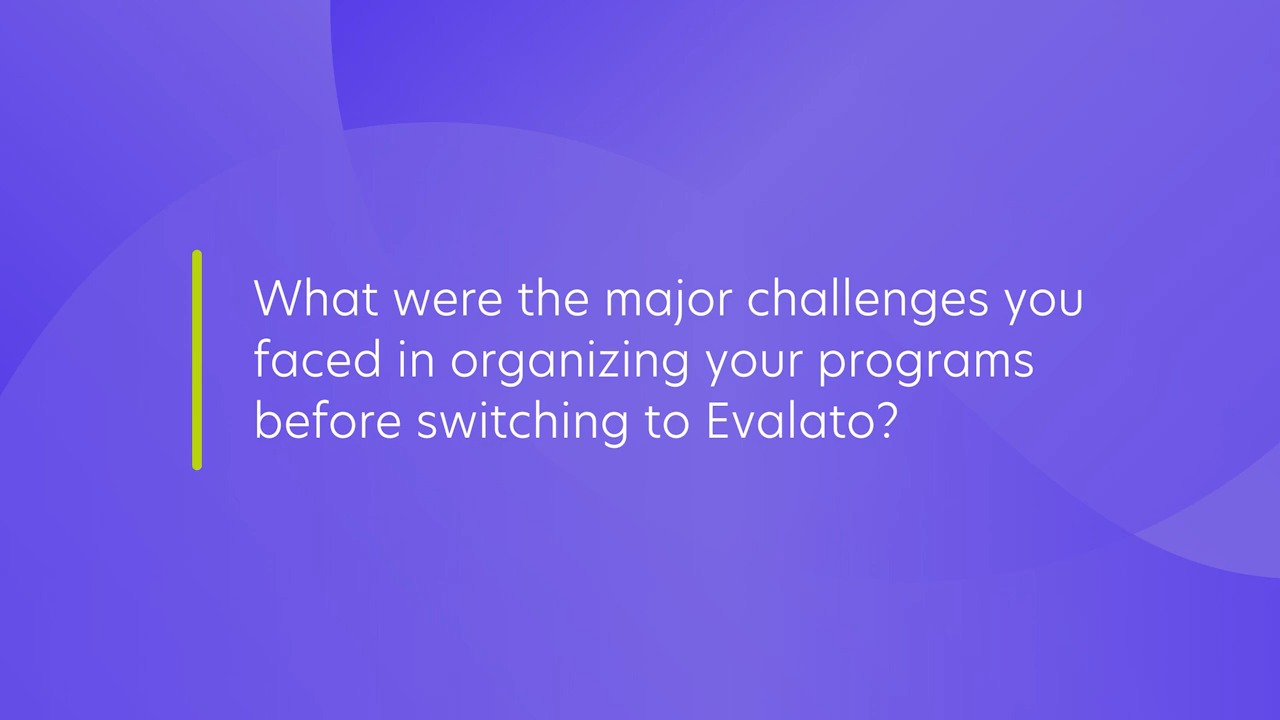 What were the major challenges you
faced in organizing your programs
before switching to Evalato?